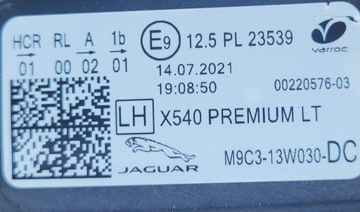 HCR RL A 1b
01 00 02 01
E9 12.5 PL 23539
varroc
14.07.2021
19:08:50
00220576-03
LH X540 PREMIUM LT
JAGUAR
M9C3-13W030-DC